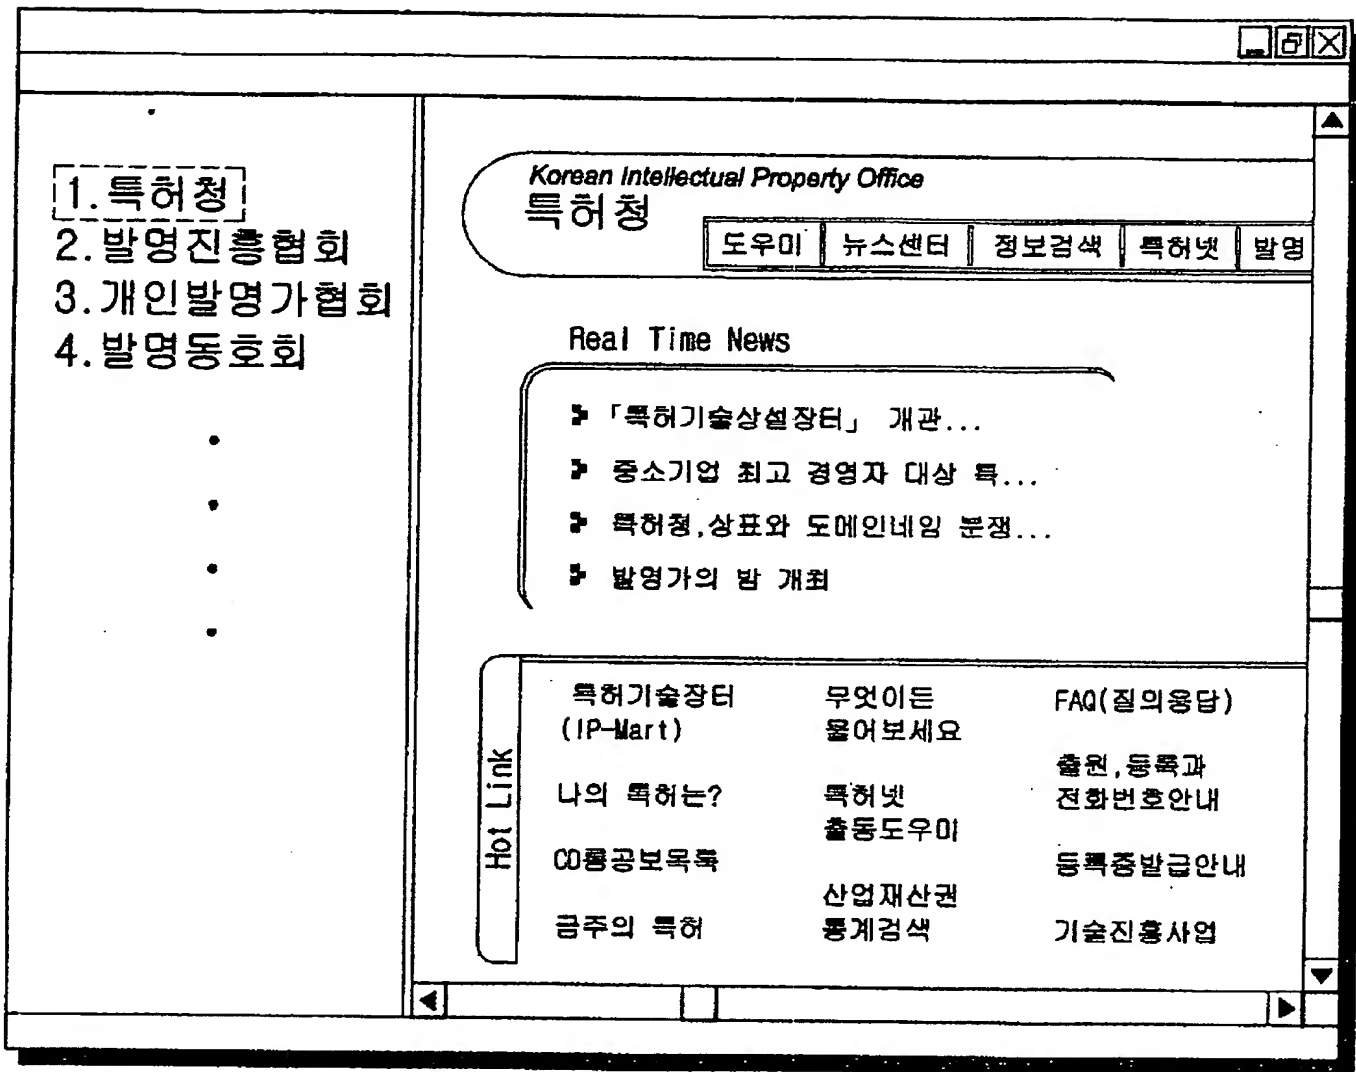 1.특허청
2.발명진흥협회
3.개인발명가협회
4.발명동호회
Korean Intellectual Property Office
특허청
도우미 뉴스센터 정보검색 특허넷 발명
Real Time News
「특허기술상설장터」 개관...
중소기업 최고 경영자 대상 특...
특허청,상표와 도메인네임 분쟁...
발명가의 밤 개최
Hot Link
특허기술장터
(IP-Mart)
나의 특허는?
CD롬공보목록
금주의 특허
무엇이든
물어보세요
특허넷
출동도우미
산업재산권
통계검색
FAQ(질의응답)
출원,등록과
전화번호안내
등록증발급안내
기술진흥사업